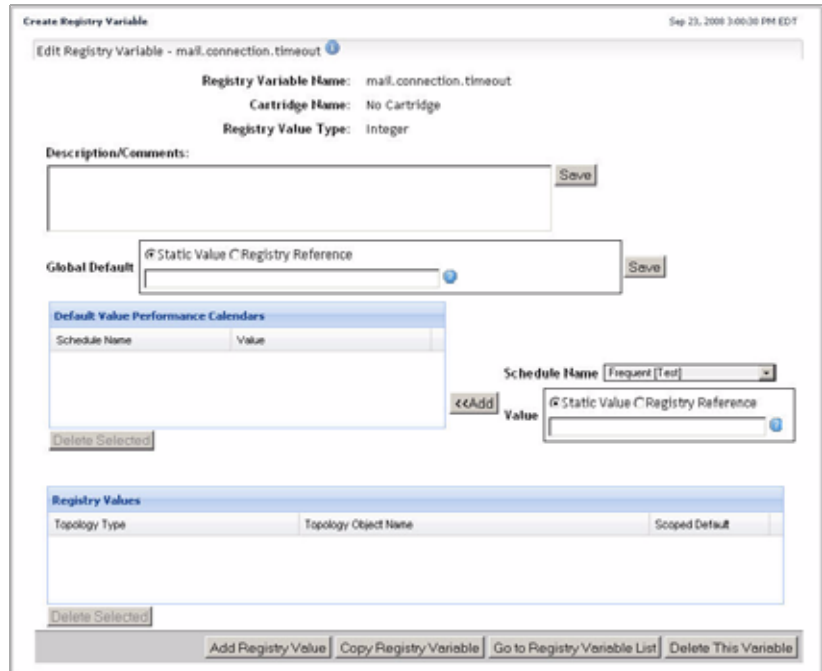 Create Registry Variable
Sep 23, 2008 3:00:30 PM EDT
Edit Registry Variable - mail.connection.timeout
Registry Variable Name: mail.connection.timeout
Cartridge Name: No Cartridge
Registry Value Type: Integer
Description/Comments:
Save
Static Value Registry Reference
Global Default
Save
Default Value Performance Calendars
Schedule Name Value
Schedule Name Frequent [Test]
<<Add
Static Value Registry Reference
Value
Delete Selected
Registry Values
Topology Type Topology Object Name Scoped Default
Delete Selected
Add Registry Value Copy Registry Variable Go to Registry Variable List Delete This Variable